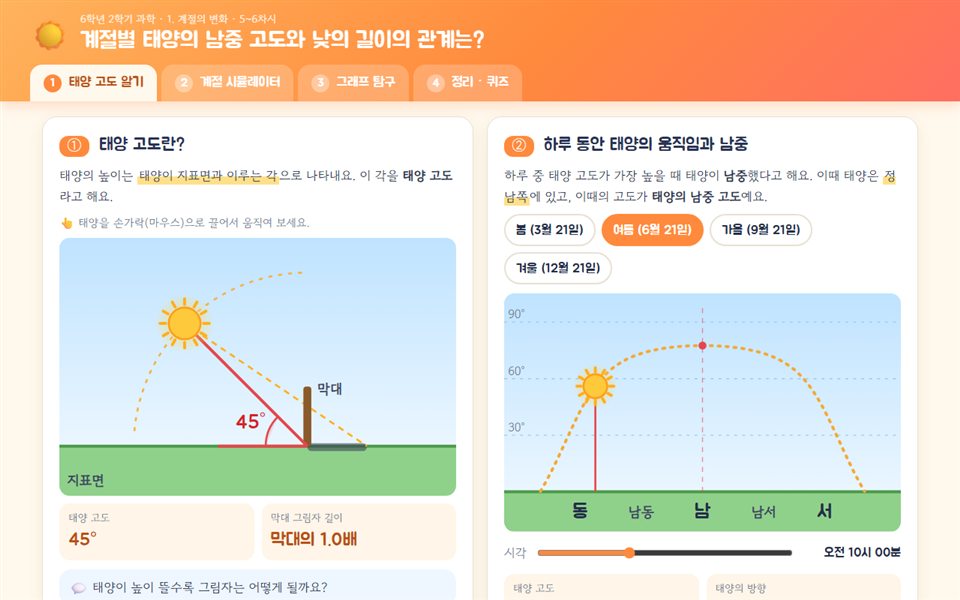 6학년 2학기 과학 · 1. 계절의 변화 · 5~6차시
계절별 태양의 남중 고도와 낮의 길이의 관계는?
1 태양 고도 알기
2 계절 시뮬레이터
3 그래프 탐구
4 정리 · 퀴즈
① 태양 고도란?
태양의 높이는 태양이 지표면과 이루는 각으로 나타내요. 이 각을 태양 고도
라고 해요.
👆 태양을 손가락(마우스)으로 끌어서 움직여 보세요.
막대
45°
지표면
태양 고도
45°
막대 그림자 길이
막대의 1.0배
💬 태양이 높이 뜰수록 그림자는 어떻게 될까요?
② 하루 동안 태양의 움직임과 남중
하루 중 태양 고도가 가장 높을 때 태양이 남중했다고 해요. 이때 태양은 정
남쪽에 있고, 이때의 고도가 태양의 남중 고도예요.
봄 (3월 21일)
여름 (6월 21일)
가을 (9월 21일)
겨울 (12월 21일)
90°
60°
30°
동 남동 남 남서 서
시각
오전 10시 00분
태양 고도
태양의 방향